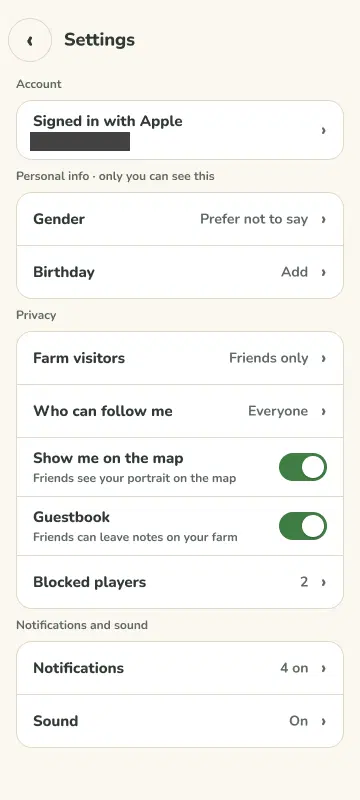 Settings
Account
Signed in with Apple
Personal info · only you can see this
Gender Prefer not to say
Birthday Add
Privacy
Farm visitors Friends only
Who can follow me Everyone
Show me on the map
Friends see your portrait on the map
Guestbook
Friends can leave notes on your farm
Blocked players 2
Notifications and sound
Notifications 4 on
Sound On